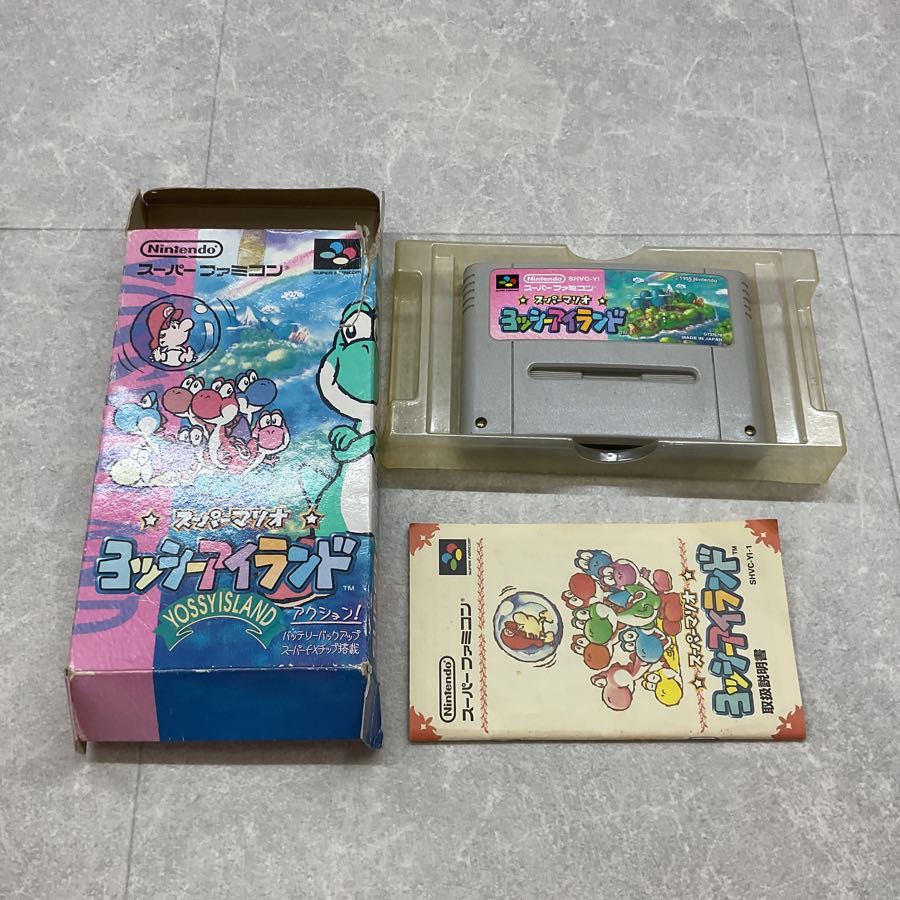 Nintendo
スーパーファミコン
SUPER FAMICOM
スーパーマリオ
ヨッシーアイランド
TM
YOSSY ISLAND
アクション!
バッテリーバックアップ
スーパーFXチップ搭載
Nintendo SHVC-YI
スーパーファミコン
© 1995 Nintendo
スーパーマリオ
ヨッシーアイランド
MADE IN JAPAN
SUPER FAMICOM
Nintendo
スーパーファミコン
スーパーマリオ
ヨッシーアイランド
TM
SHVC-YI-1
取扱説明書